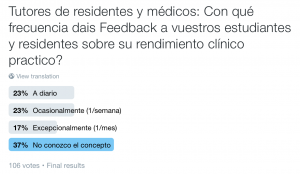 Tutores de residentes y médicos: Con qué
frecuencia dais Feedback a vuestros estudiantes
y residentes sobre su rendimiento clínico
practico?
View translation
23% A diario
23% Ocasionalmente (1/semana)
17% Excepcionalmente (1/mes)
37% No conozco el concepto
106 votes • Final results